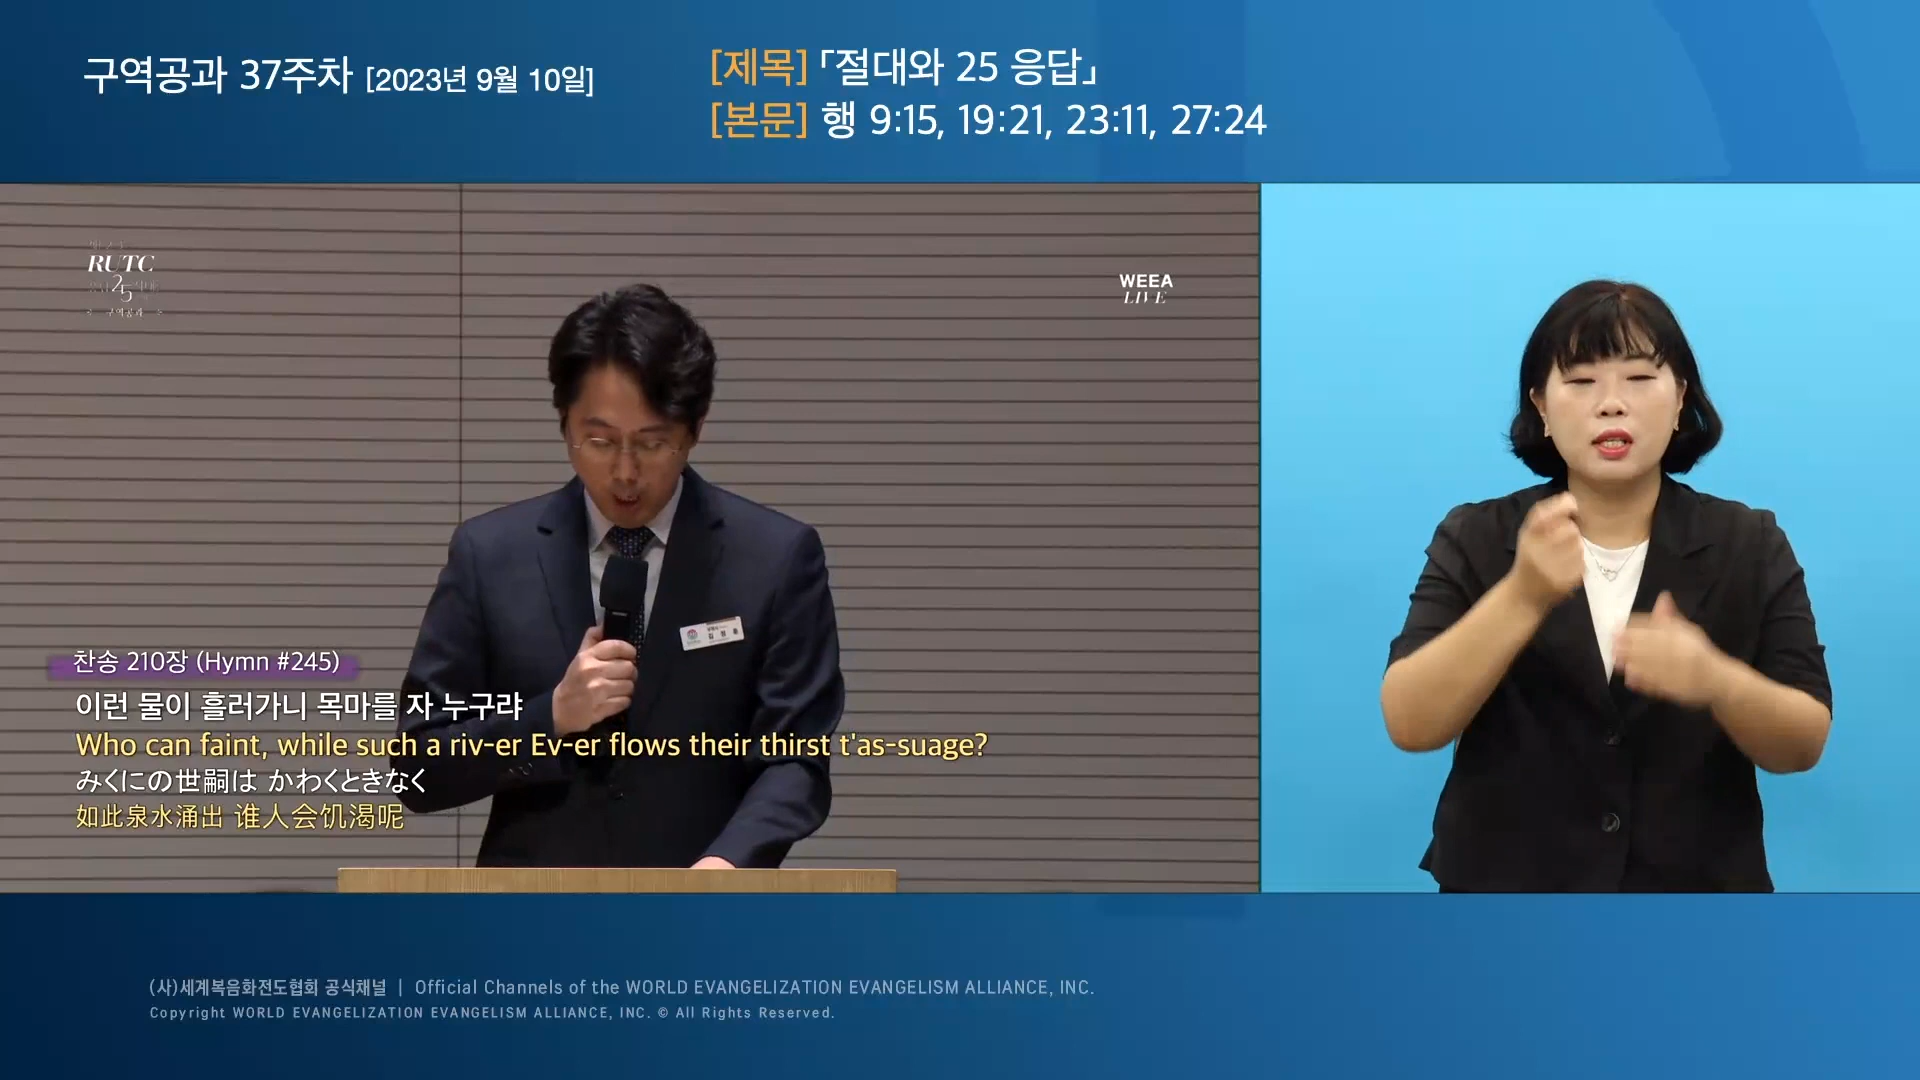 구역공과 37주차 [2023년 9월 10일]
[제목] 「절대와 25 응답」
[본문] 행 9:15, 19:21, 23:11, 27:24
RUTC
25
구역공과
WEEA
LIVE
찬송 210장 (Hymn #245)
이런 물이 흘러가니 목마를 자 누구랴
Who can faint, while such a riv-er Ev-er flows their thirst t'as-suage?
みくにの世嗣は かわくときなく
如此泉水涌出 谁人会饥渴呢
(사)세계복음화전도협회 공식채널 | Official Channels of the WORLD EVANGELIZATION EVANGELISM ALLIANCE, INC.
Copyright WORLD EVANGELIZATION EVANGELISM ALLIANCE, INC. © All Rights Reserved.